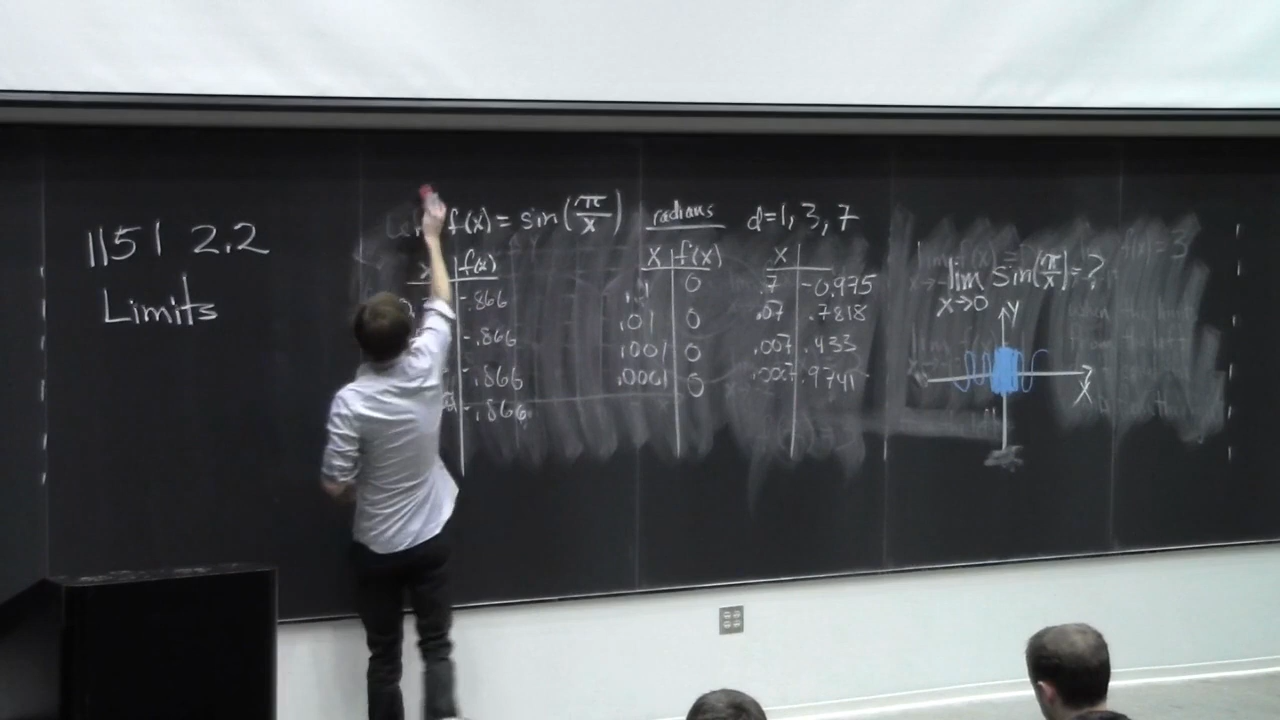 1151 2.2
Limits
f(x) = sin(π/x) radians d=1, 3, 7
x f(x)
-.866
-.866
-.866
-.866
x f(x)
.1 0
.01 0
.001 0
.0001 0
x
.7 -0.975
.07 .7818
.007 .433
.0007 .9741
lim sin(π/x) = ?
x→0
y
x
f(x) = 3